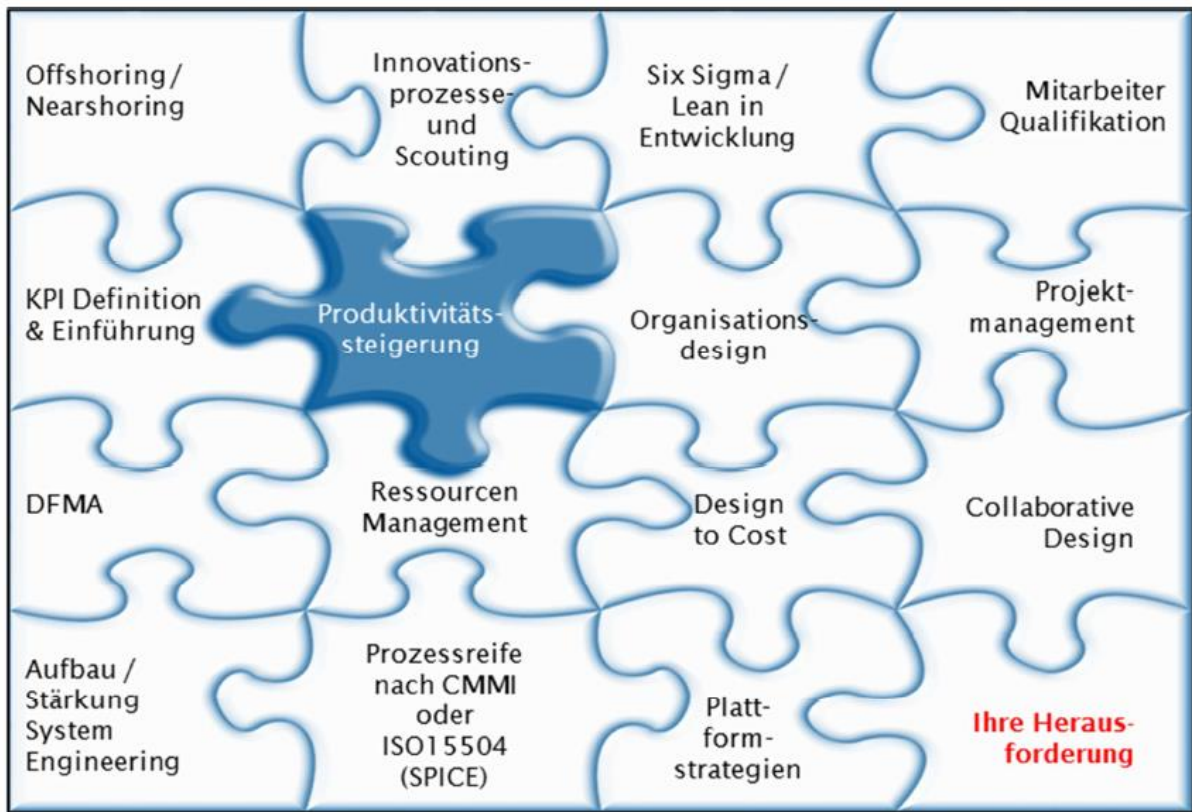 Offshoring /
Nearshoring
Innovations-
prozesse-
und
Scouting
Six Sigma /
Lean in
Entwicklung
Mitarbeiter
Qualifikation
KPI Definition
& Einführung
Produktivitäts-
steigerung
Organisations-
design
Projekt-
management
DFMA
Ressourcen
Management
Design
to Cost
Collaborative
Design
Aufbau /
Stärkung
System
Engineering
Prozessreife
nach CMMI
oder
ISO15504
(SPICE)
Platt-
form-
strategien
Ihre Heraus-
forderung